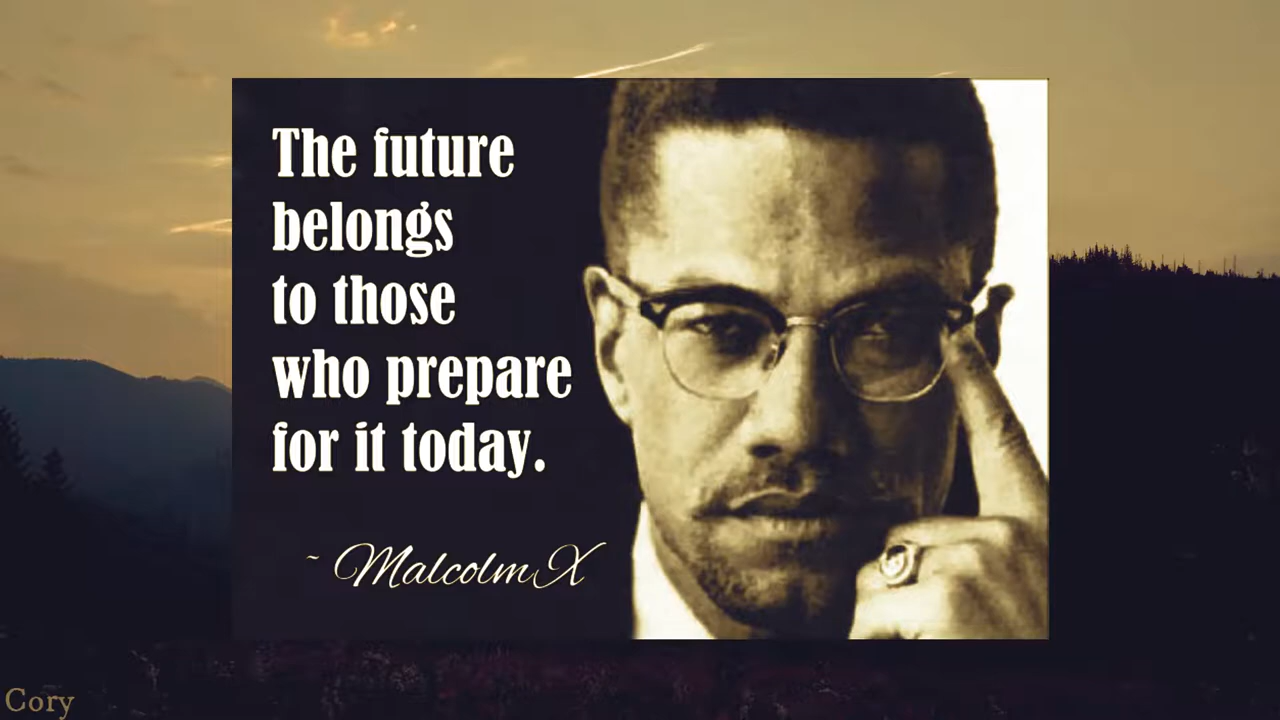 The future
belongs
to those
who prepare
for it today.
~ Malcolm X
Cory